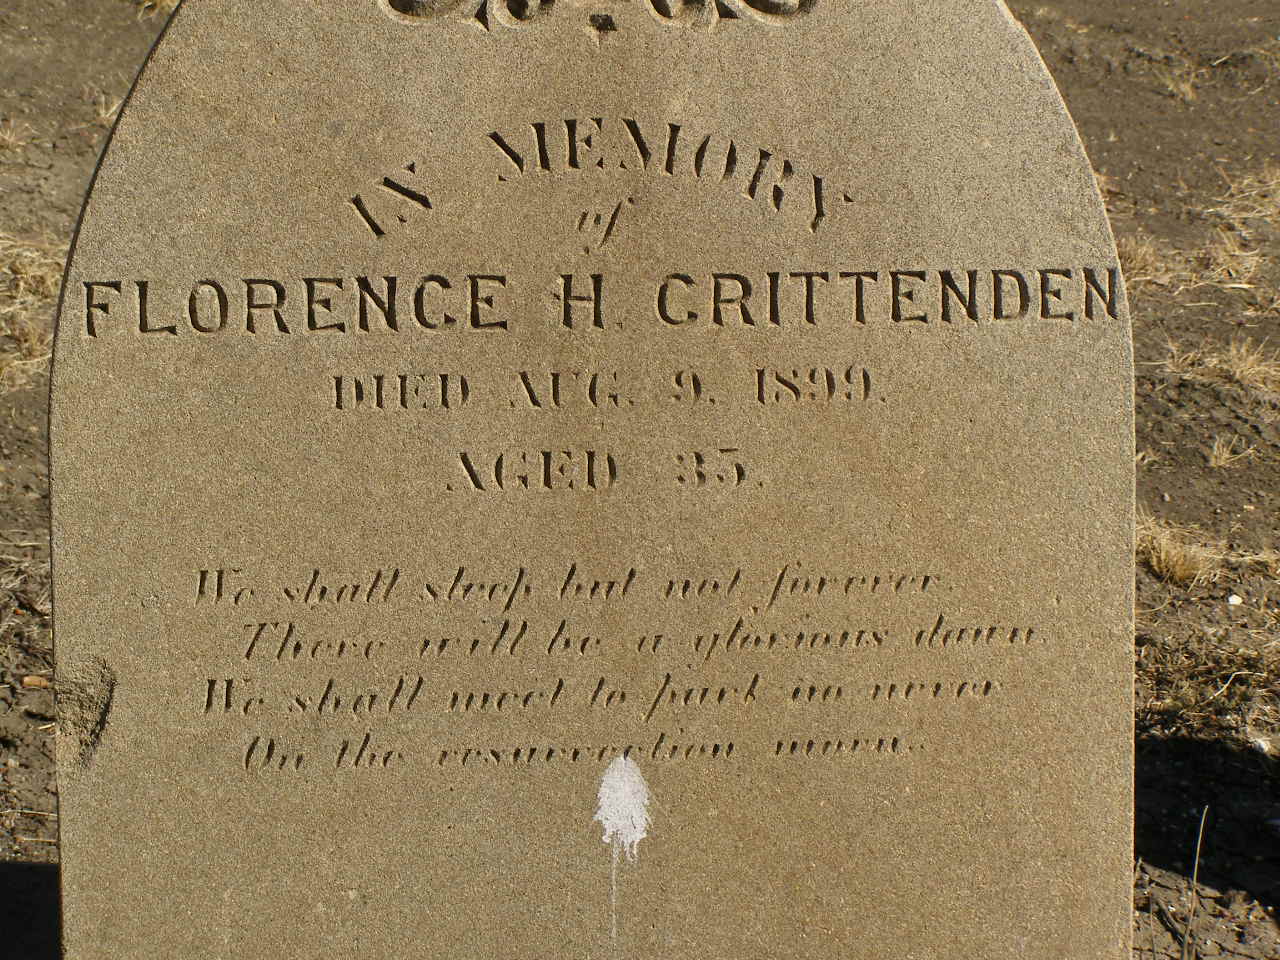 IN MEMORY
of
FLORENCE H. CRITTENDEN
DIED AUG. 9, 1899.
AGED 35.
We shall sleep but not forever.
There will be a glorious dawn.
We shall meet to part no never
On the resurrection morn.